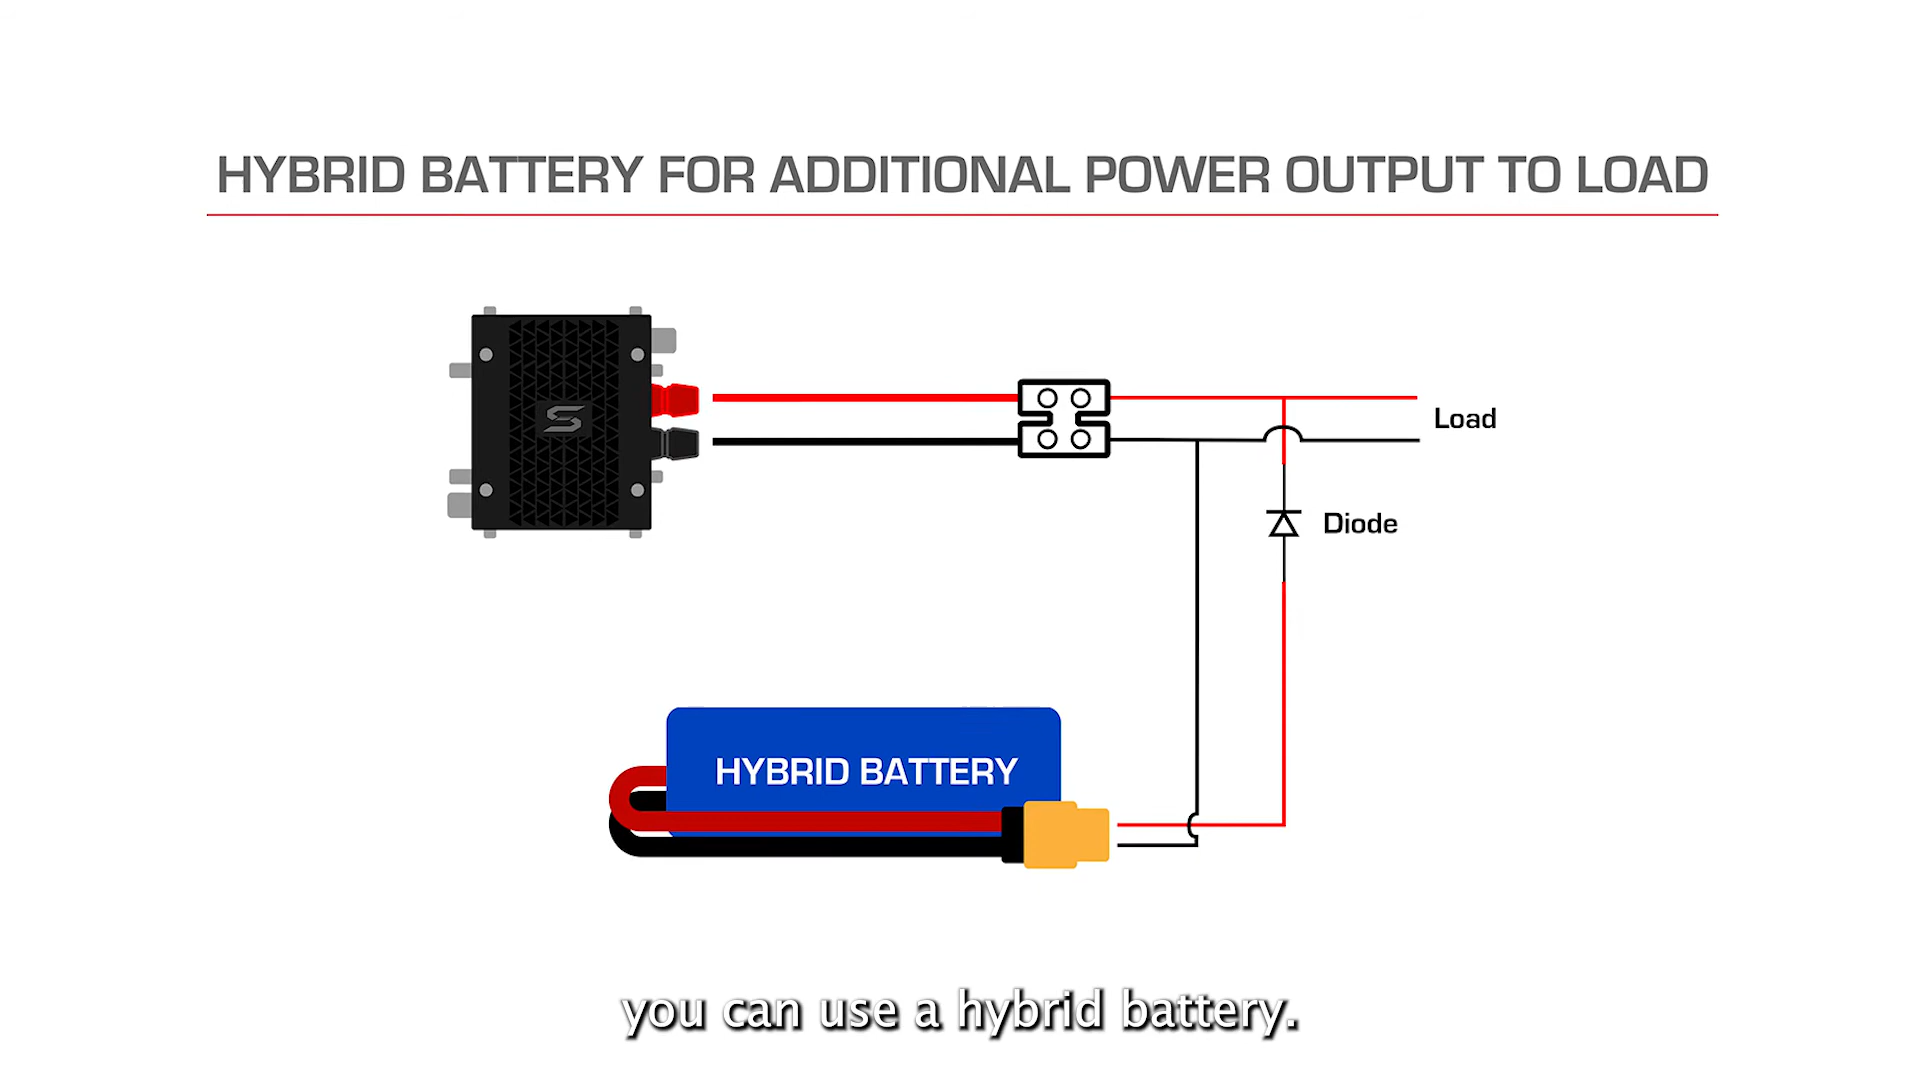 HYBRID BATTERY FOR ADDITIONAL POWER OUTPUT TO LOAD
Load
Diode
HYBRID BATTERY
you can use a hybrid battery.